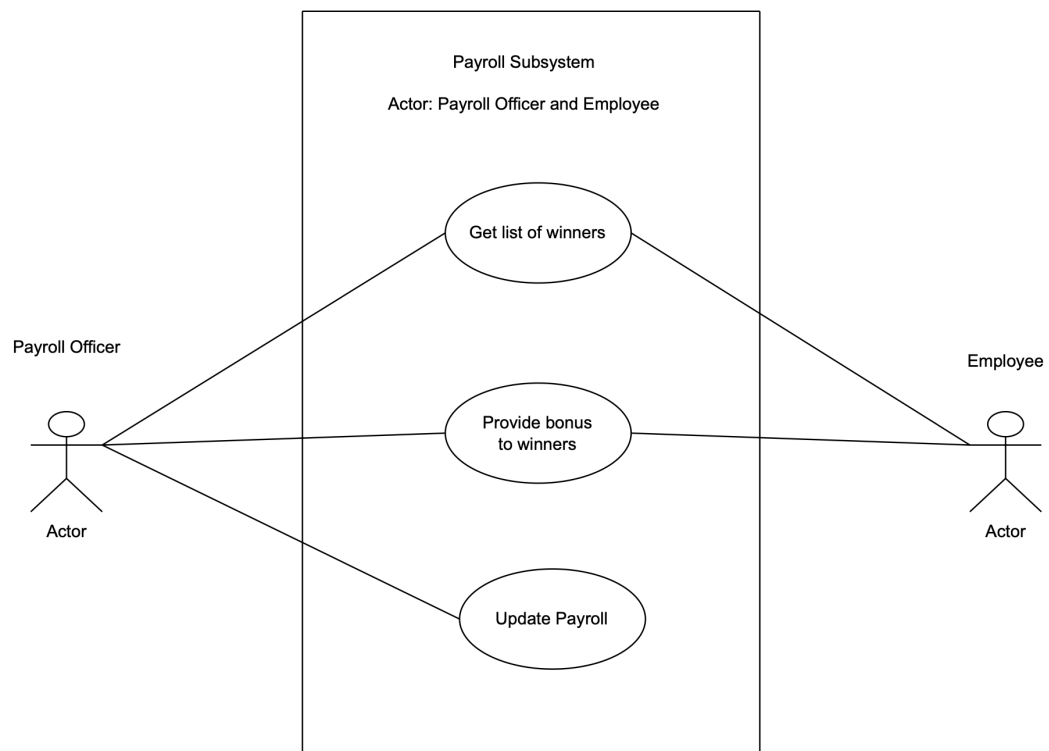 Payroll Subsystem
Actor: Payroll Officer and Employee
Get list of winners
Payroll Officer
Employee
Provide bonus
to winners
Actor
Actor
Update Payroll